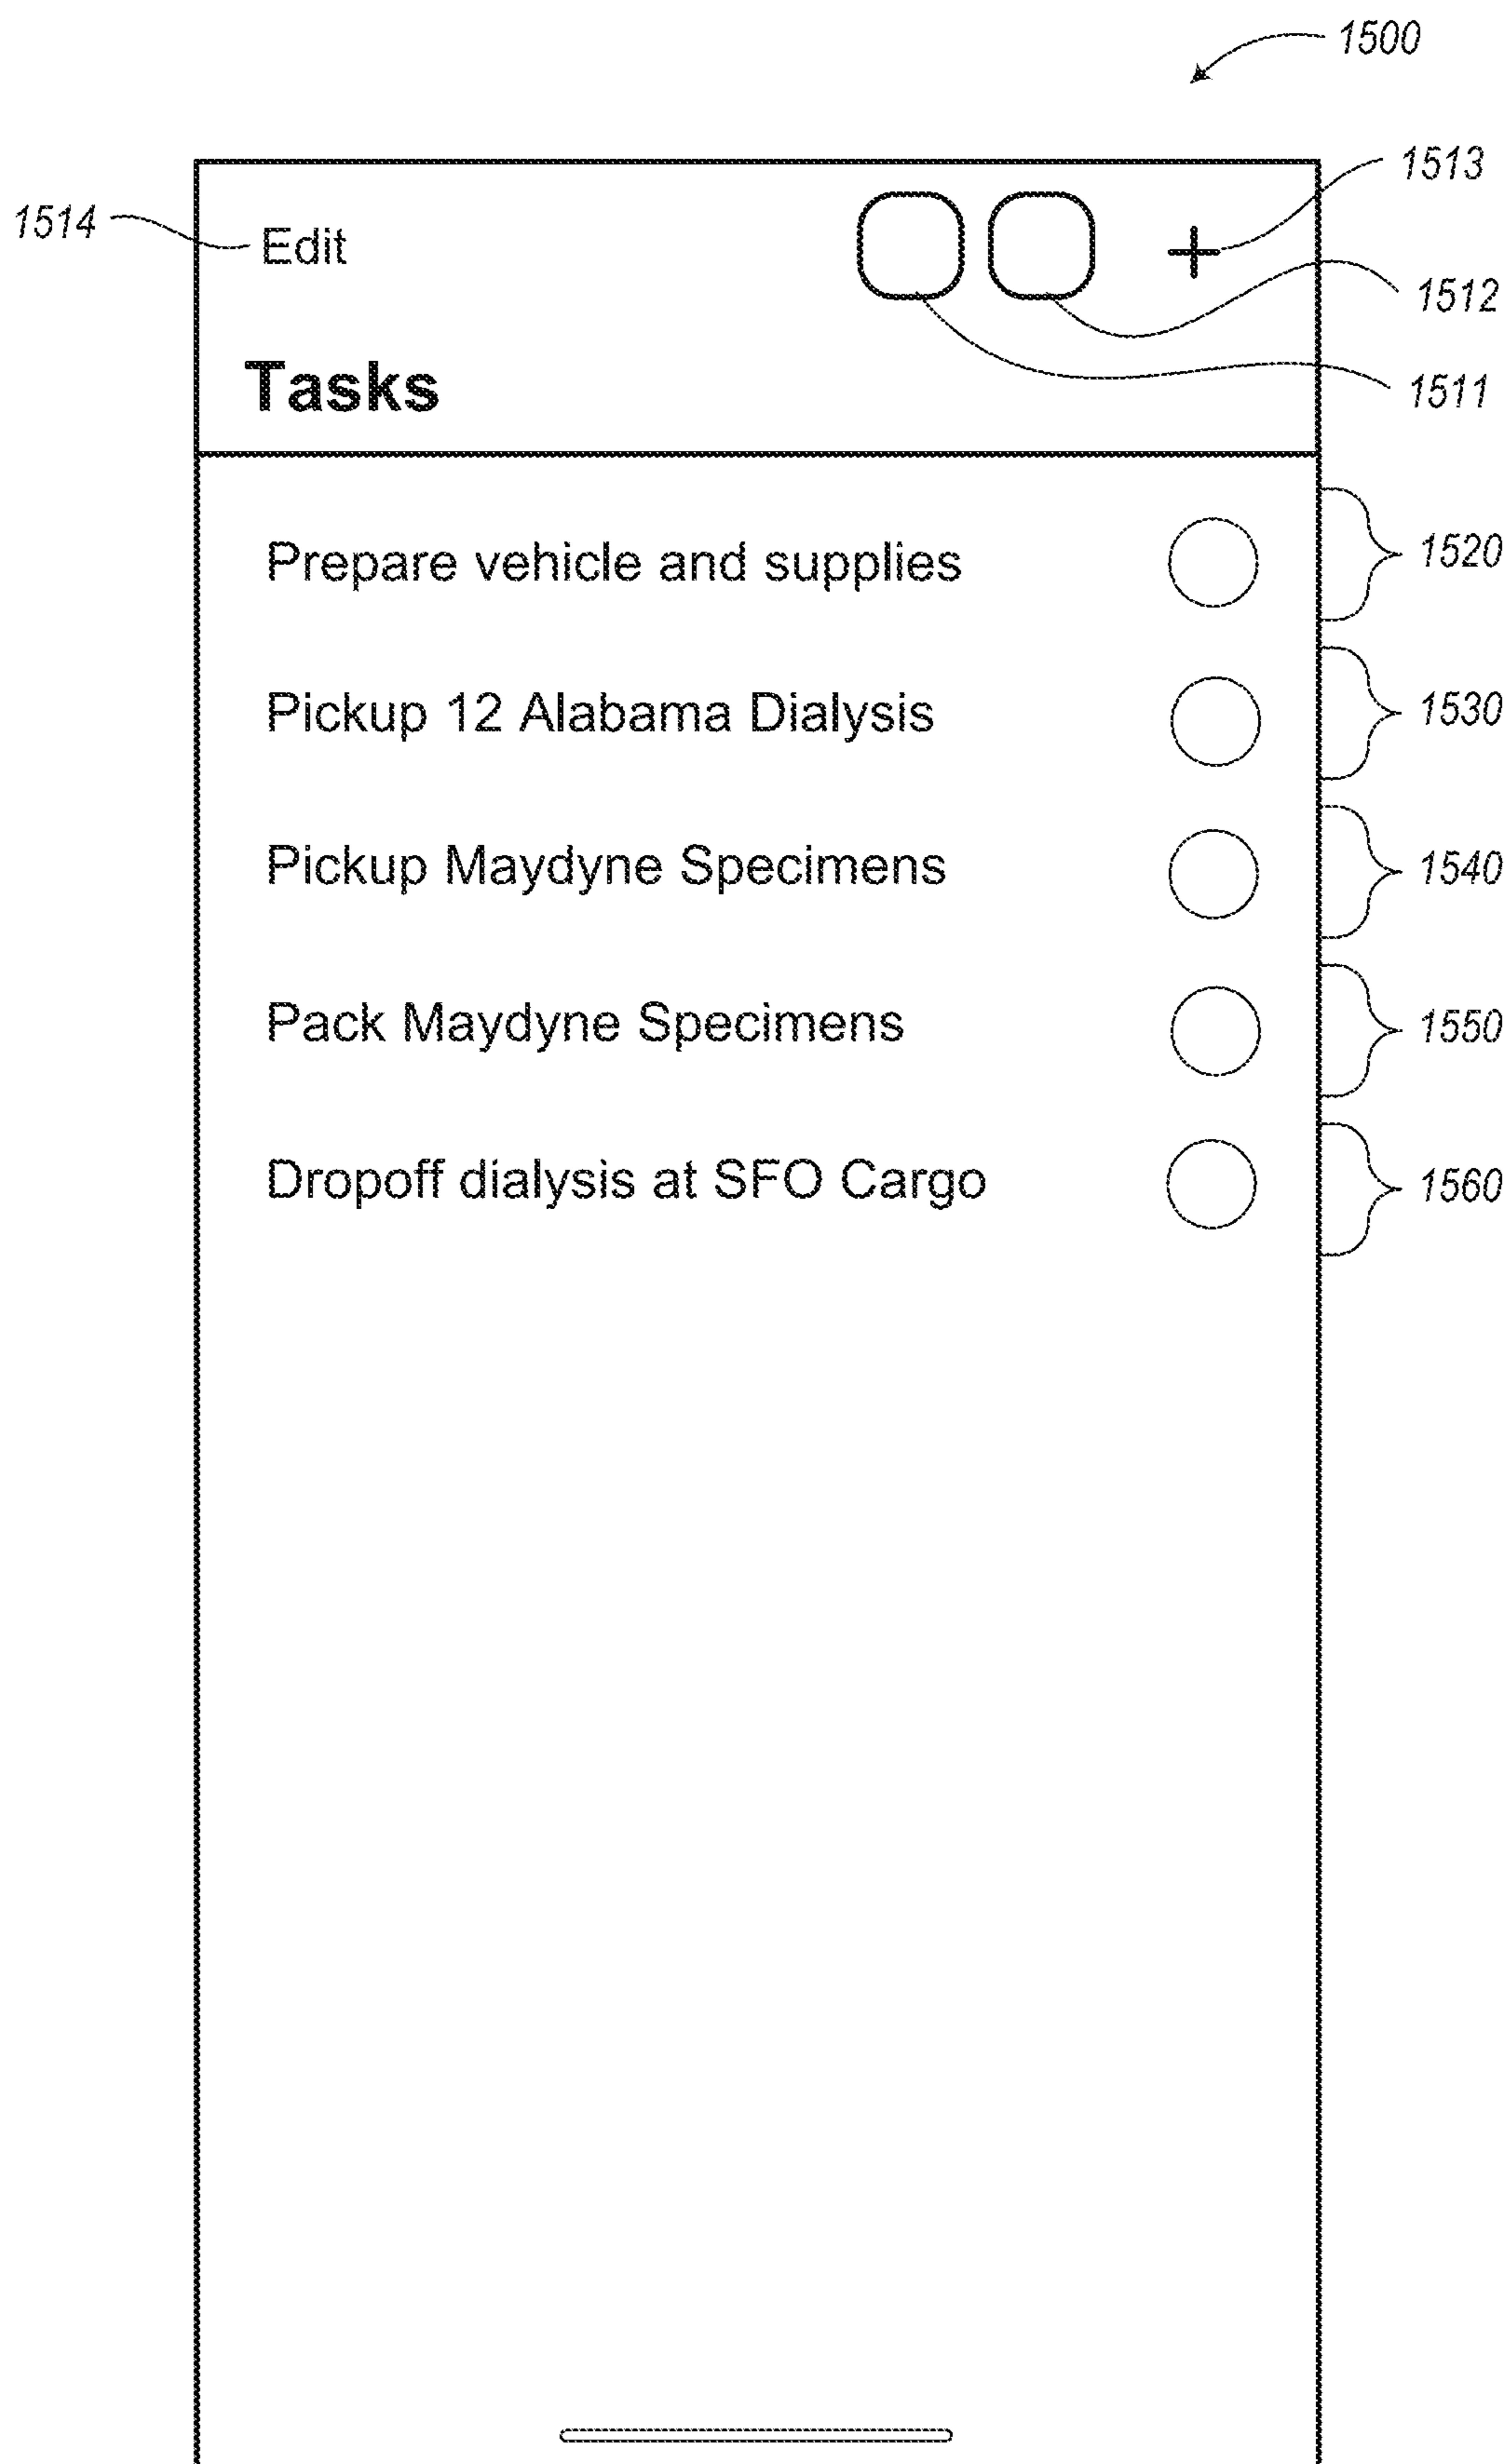 1500
1513
1514
Edit
+
1512
Tasks
1511
Prepare vehicle and supplies
1520
Pickup 12 Alabama Dialysis
1530
Pickup Maydyne Specimens
1540
Pack Maydyne Specimens
1550
Dropoff dialysis at SFO Cargo
1560